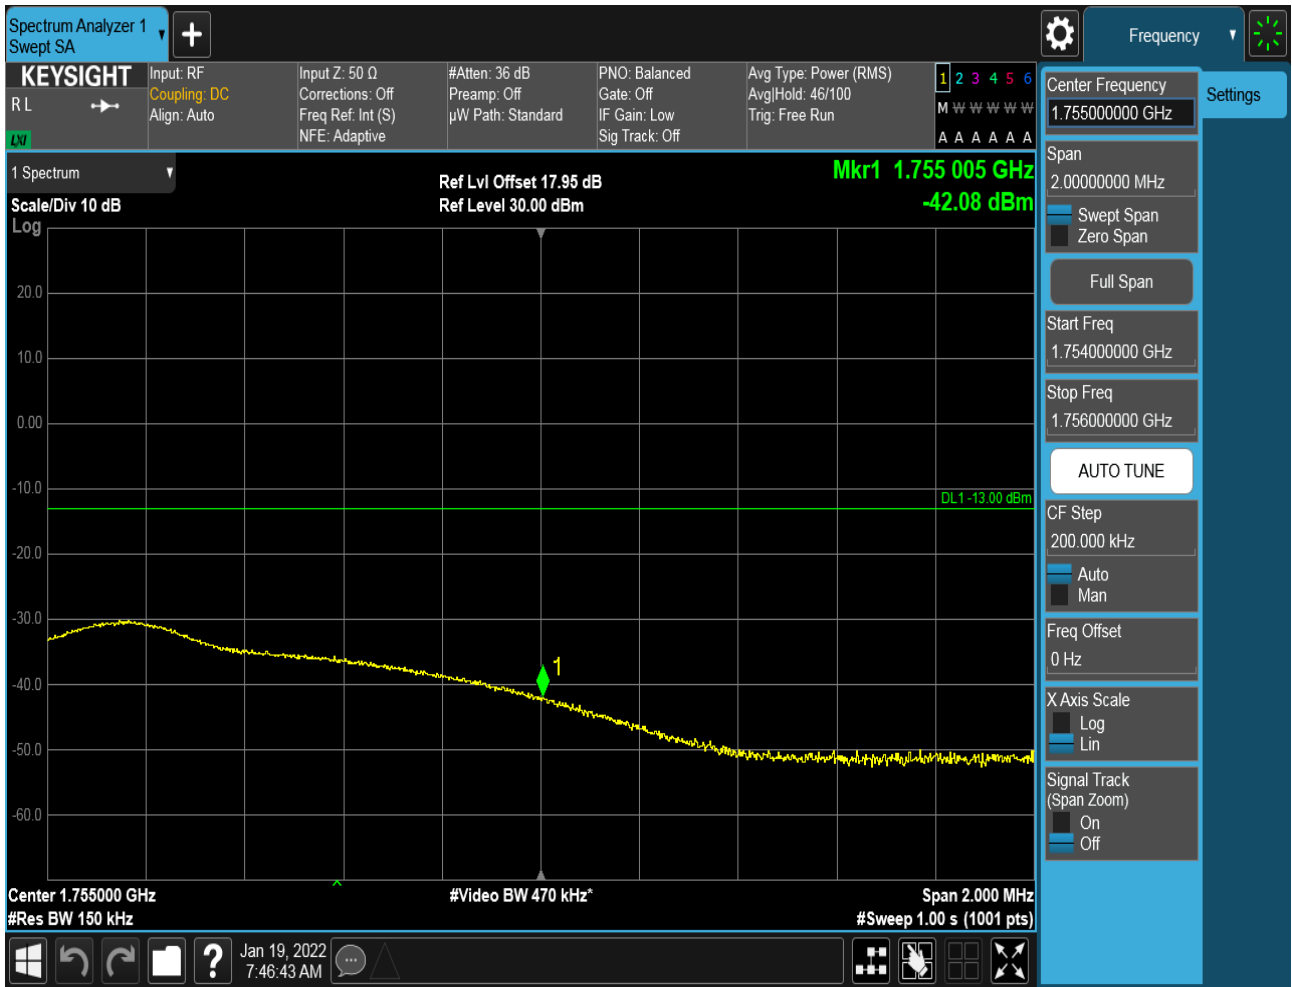 Spectrum Analyzer 1
Swept SA
Frequency
KEYSIGHT
R L
LXI
Input: RF
Coupling: DC
Align: Auto
Input Z: 50 Ω
Corrections: Off
Freq Ref: Int (S)
NFE: Adaptive
#Atten: 36 dB
Preamp: Off
µW Path: Standard
PNO: Balanced
Gate: Off
IF Gain: Low
Sig Track: Off
Avg Type: Power (RMS)
Avg|Hold: 46/100
Trig: Free Run
1 2 3 4 5 6
M W W W W W
A A A A A A
1 Spectrum
Scale/Div 10 dB
Log
Ref Lvl Offset 17.95 dB
Ref Level 30.00 dBm
Mkr1 1.755 005 GHz
-42.08 dBm
20.0
10.0
0.00
-10.0
DL1 -13.00 dBm
-20.0
-30.0
1
-40.0
-50.0
-60.0
Center 1.755000 GHz
#Video BW 470 kHz*
Span 2.000 MHz
#Res BW 150 kHz
#Sweep 1.00 s (1001 pts)
?
Jan 19, 2022
7:46:43 AM
Center Frequency
1.755000000 GHz
Settings
Span
2.00000000 MHz
Swept Span
Zero Span
Full Span
Start Freq
1.754000000 GHz
Stop Freq
1.756000000 GHz
AUTO TUNE
CF Step
200.000 kHz
Auto
Man
Freq Offset
0 Hz
X Axis Scale
Log
Lin
Signal Track
(Span Zoom)
On
Off